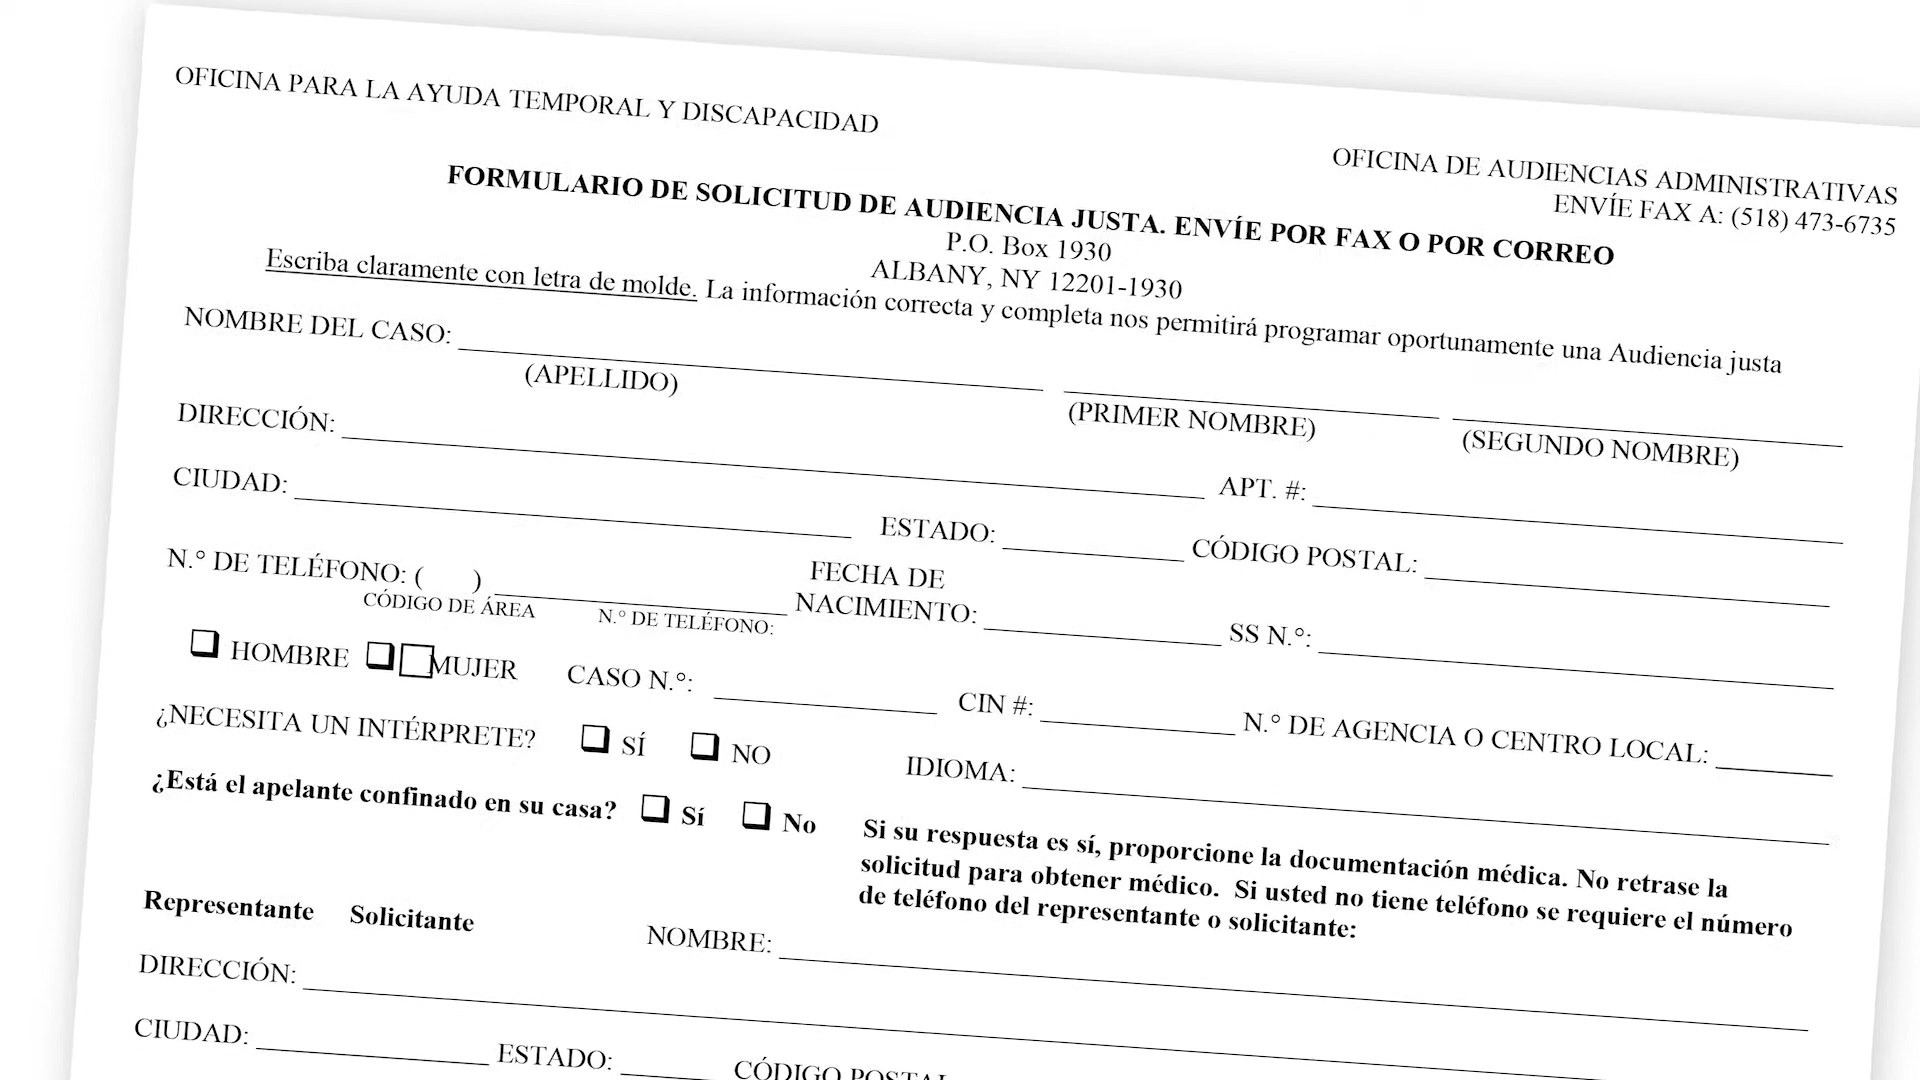 OFICINA PARA LA AYUDA TEMPORAL Y DISCAPACIDAD
OFICINA DE AUDIENCIAS ADMINISTRATIVAS
ENVÍE FAX A: (518) 473-6735
FORMULARIO DE SOLICITUD DE AUDIENCIA JUSTA. ENVÍE POR FAX O POR CORREO
P.O. Box 1930
ALBANY, NY 12201-1930
Escriba claramente con letra de molde. La información correcta y completa nos permitirá programar oportunamente una Audiencia justa
NOMBRE DEL CASO:
(APELLIDO) (PRIMER NOMBRE) (SEGUNDO NOMBRE)
DIRECCIÓN: APT. #:
CIUDAD: ESTADO: CÓDIGO POSTAL:
N.° DE TELÉFONO: ( ) FECHA DE NACIMIENTO: SS N.°:
CÓDIGO DE ÁREA N.° DE TELÉFONO:
HOMBRE MUJER CASO N.°: CIN #: N.° DE AGENCIA O CENTRO LOCAL:
¿NECESITA UN INTÉRPRETE? SÍ NO IDIOMA:
¿Está el apelante confinado en su casa? Sí No
Si su respuesta es sí, proporcione la documentación médica. No retrase la
solicitud para obtener médico. Si usted no tiene teléfono se requiere el número
de teléfono del representante o solicitante:
Representante Solicitante
NOMBRE:
DIRECCIÓN:
CIUDAD: ESTADO: CÓDIGO POSTAL